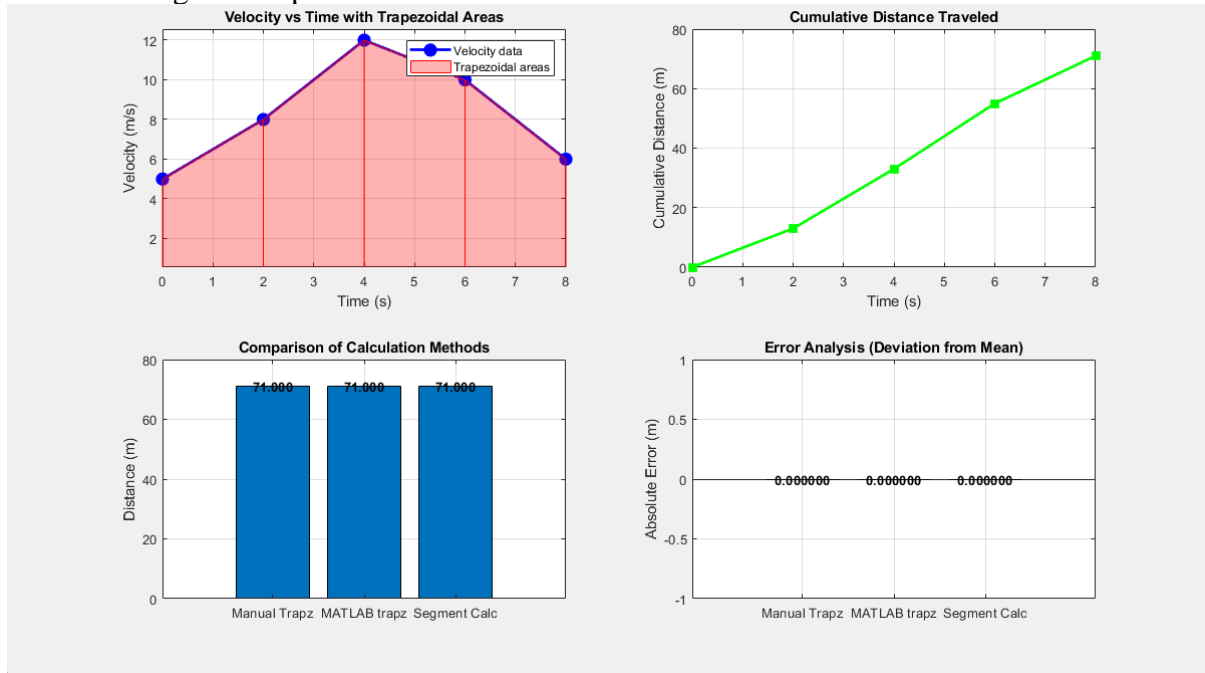 Velocity vs Time with Trapezoidal Areas
Velocity (m/s)
12
10
8
6
4
2
Velocity data
Trapezoidal areas
0 1 2 3 4 5 6 7 8
Time (s)
Cumulative Distance Traveled
Cumulative Distance (m)
80
60
40
20
0
0 1 2 3 4 5 6 7 8
Time (s)
Comparison of Calculation Methods
Distance (m)
80
60
40
20
0
71.000 71.000 71.000
Manual Trapz MATLAB trapz Segment Calc
Error Analysis (Deviation from Mean)
Absolute Error (m)
1
0.5
0
-0.5
-1
0.000000 0.000000 0.000000
Manual Trapz MATLAB trapz Segment Calc